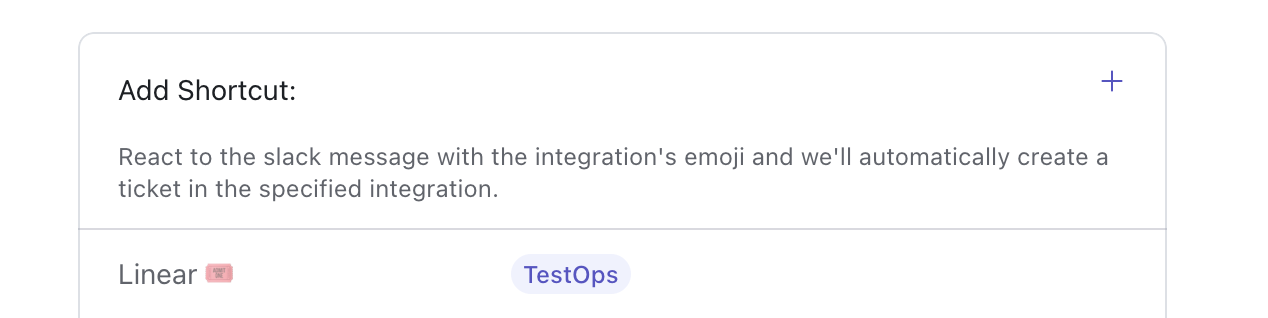 Add Shortcut:
React to the slack message with the integration's emoji and we'll automatically create a
ticket in the specified integration.
Linear 🎟️ TestOps